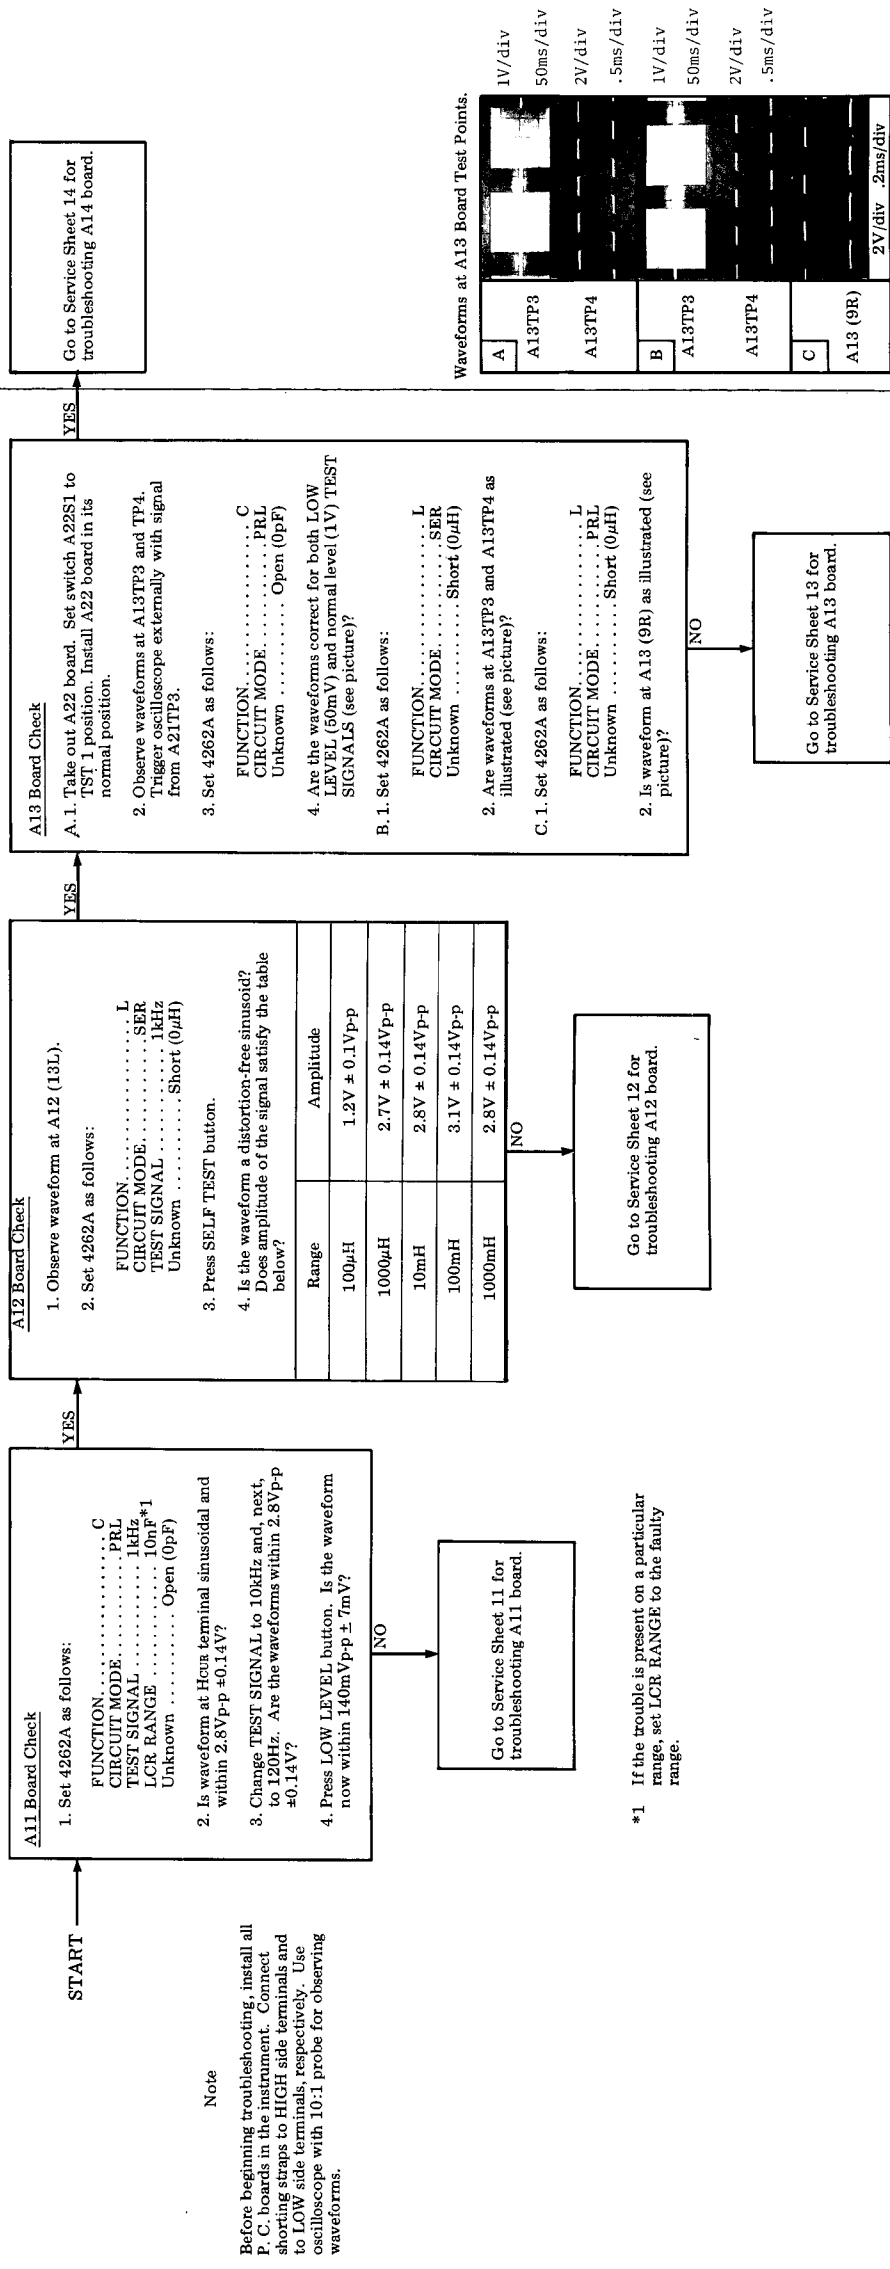 START
Note
Before beginning troubleshooting, install all
P. C. boards in the instrument. Connect
shorting straps to HIGH side terminals and
to LOW side terminals, respectively. Use
oscilloscope with 10:1 probe for observing
waveforms.
A11 Board Check
1. Set 4262A as follows:
FUNCTION. . . . . . . . . . . . . . . C
CIRCUIT MODE. . . . . . . . . . .PRL
TEST SIGNAL . . . . . . . . . . 1kHz
LCR RANGE . . . . . . . . . . . 10nF*1
Unknown . . . . . . . . . . Open (0pF)
2. Is waveform at HCUR terminal sinusoidal and
within 2.8Vp-p ±0.14V?
3. Change TEST SIGNAL to 10kHz and, next,
to 120Hz. Are the waveforms within 2.8Vp-p
±0.14V?
4. Press LOW LEVEL button. Is the waveform
now within 140mVp-p ± 7mV?
YES
NO
Go to Service Sheet 11 for
troubleshooting A11 board.
*1 If the trouble is present on a particular
range, set LCR RANGE to the faulty
range.
A12 Board Check
1. Observe waveform at A12 (13L).
2. Set 4262A as follows:
FUNCTION. . . . . . . . . . . . . . . L
CIRCUIT MODE. . . . . . . . . . .SER
TEST SIGNAL . . . . . . . . . . 1kHz
Unknown . . . . . . . . . . Short (0µH)
3. Press SELF TEST button.
4. Is the waveform a distortion-free sinusoid?
Does amplitude of the signal satisfy the table
below?
Range Amplitude
100µH 1.2V ± 0.1Vp-p
1000µH 2.7V ± 0.14Vp-p
10mH 2.8V ± 0.14Vp-p
100mH 3.1V ± 0.14Vp-p
1000mH 2.8V ± 0.14Vp-p
YES
NO
Go to Service Sheet 12 for
troubleshooting A12 board.
A13 Board Check
A. 1. Take out A22 board. Set switch A22S1 to
TST 1 position. Install A22 board in its
normal position.
2. Observe waveforms at A13TP3 and TP4.
Trigger oscilloscope externally with signal
from A21TP3.
3. Set 4262A as follows:
FUNCTION. . . . . . . . . . . . . . . C
CIRCUIT MODE. . . . . . . . . . .PRL
Unknown . . . . . . . . . . Open (0pF)
4. Are the waveforms correct for both LOW
LEVEL (50mV) and normal level (1V) TEST
SIGNALS (see picture)?
B. 1. Set 4262A as follows:
FUNCTION. . . . . . . . . . . . . . . L
CIRCUIT MODE. . . . . . . . . . .SER
Unknown . . . . . . . . . . Short (0µH)
2. Are waveforms at A13TP3 and A13TP4 as
illustrated (see picture)?
C. 1. Set 4262A as follows:
FUNCTION. . . . . . . . . . . . . . . L
CIRCUIT MODE. . . . . . . . . . .PRL
Unknown . . . . . . . . . . Short (0µH)
2. Is waveform at A13 (9R) as illustrated (see
picture)?
YES
NO
Go to Service Sheet 13 for
troubleshooting A13 board.
Go to Service Sheet 14 for
troubleshooting A14 board.
Waveforms at A13 Board Test Points.
A
A13TP3
1V/div
50ms/div
A13TP4
2V/div
.5ms/div
B
A13TP3
1V/div
50ms/div
A13TP4
2V/div
.5ms/div
C
A13 (9R)
2V/div .2ms/div